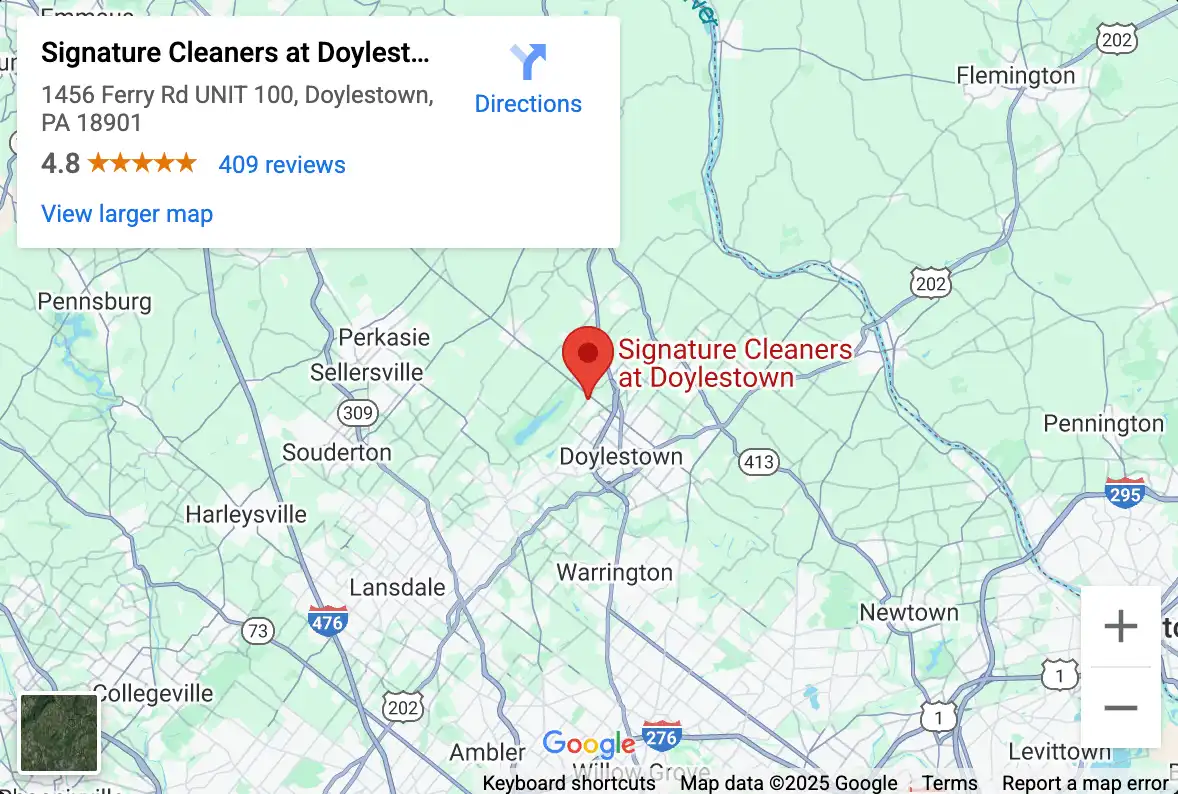 Signature Cleaners at Doylest...
1456 Ferry Rd UNIT 100, Doylestown,
PA 18901
4.8
409 reviews
View larger map
Directions
202
Flemington
202
Pennsburg
Perkasie
Sellersville
Signature Cleaners
at Doylestown
309
Souderton
Doylestown
413
Pennington
295
Harleysville
Warrington
Lansdale
Newtown
476
73
1
Collegeville
202
1
Ambler
Google
276
Levittown
Willow Grove
Keyboard shortcuts
Map data ©2025 Google
Terms
Report a map error